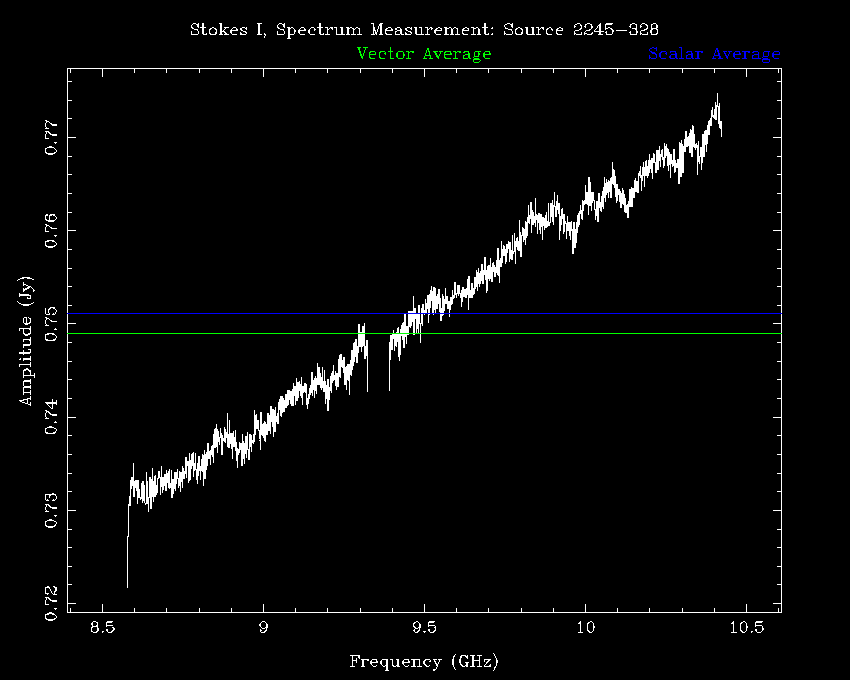 Stokes I, Spectrum Measurement: Source 2245−328
Vector Average
Scalar Average
Amplitude (Jy)
0.77
0.76
0.75
0.74
0.73
0.72
8.5
9
9.5
10
10.5
Frequency (GHz)